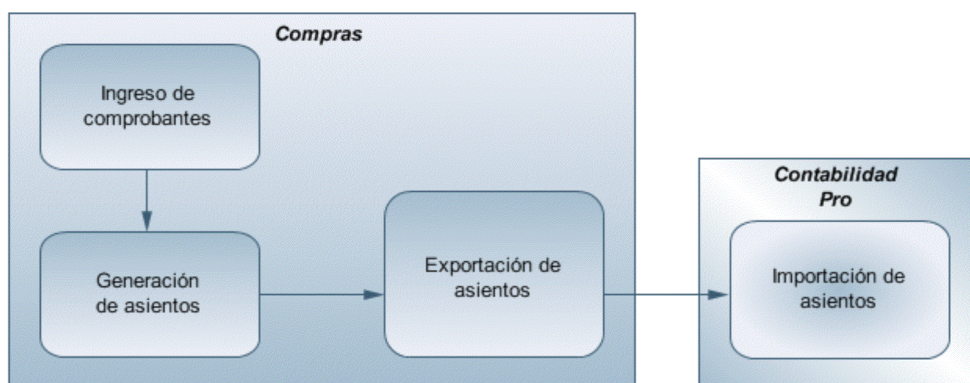 Compras
Ingreso de
comprobantes
Generación
de asientos
Exportación de
asientos
Contabilidad
Pro
Importación de
asientos